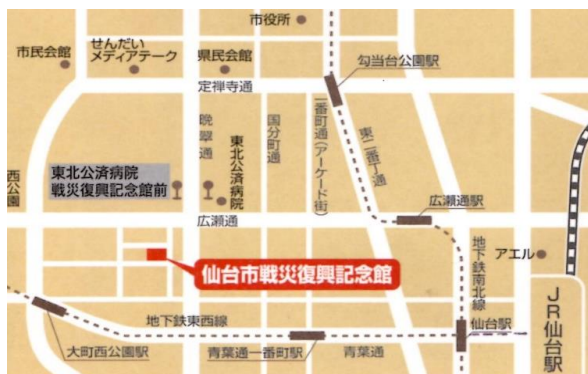 市役所
市民会館
せんだい
メディアテーク
県民会館
勾当台公園駅
定禅寺通
晩翠通
国分町通
一番町通(アーケード街)
東二番丁通
西公園
東北公済病院
戦災復興記念館前
東北公済病院
広瀬通
広瀬通駅
地下鉄南北線
アエル
仙台市戦災復興記念館
JR仙台駅
地下鉄東西線
仙台駅
大町西公園駅
青葉通一番町駅
青葉通